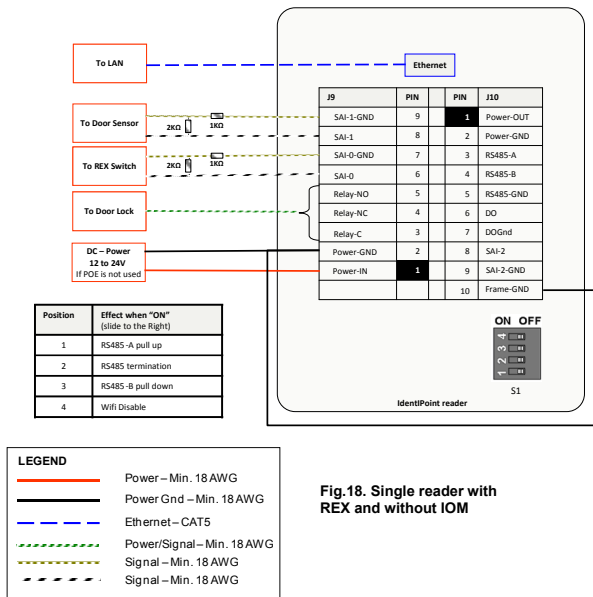 To LAN
Ethernet
J9 PIN PIN J10
SAI-1-GND 9 1 Power-OUT
SAI-1 8 2 Power-GND
SAI-0-GND 7 3 RS485-A
SAI-0 6 4 RS485-B
Relay-NO 5 5 RS485-GND
Relay-NC 4 6 DO
Relay-C 3 7 DOGnd
Power-GND 2 8 SAI-2
Power-IN 1 9 SAI-2-GND
10 Frame-GND
To Door Sensor
2KΩ 1KΩ
To REX Switch
2KΩ 1KΩ
To Door Lock
DC – Power
12 to 24V
If POE is not used
ON OFF
4
3
2
1
S1
IdentIPoint reader
Position Effect when "ON"
(slide to the Right)
1 RS485-A pull up
2 RS485 termination
3 RS485-B pull down
4 Wifi Disable
LEGEND
Power – Min. 18 AWG
Power Gnd – Min. 18 AWG
Ethernet – CAT5
Power/Signal – Min. 18 AWG
Signal – Min. 18 AWG
Signal – Min. 18 AWG
Fig.18. Single reader with
REX and without IOM